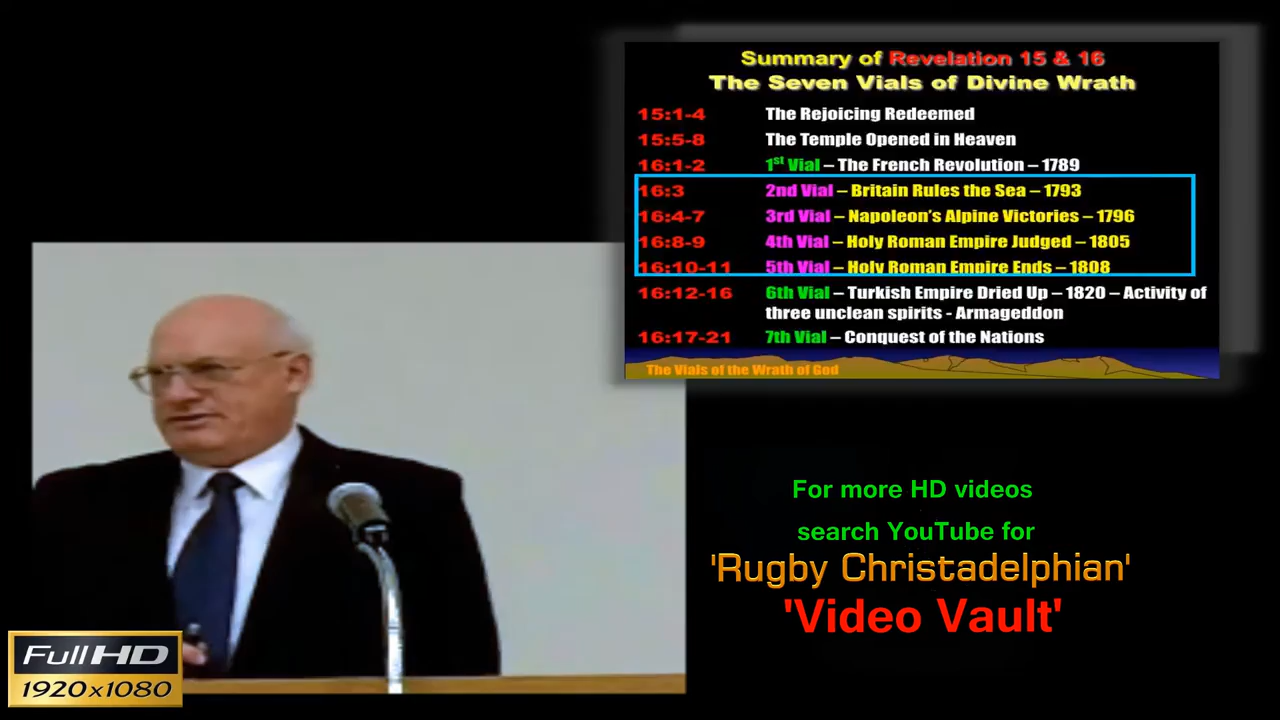 Summary of Revelation 15 & 16
The Seven Vials of Divine Wrath
15:1-4 The Rejoicing Redeemed
15:5-8 The Temple Opened in Heaven
16:1-2 1st Vial – The French Revolution – 1789
16:3 2nd Vial – Britain Rules the Sea – 1793
16:4-7 3rd Vial – Napoleon's Alpine Victories – 1796
16:8-9 4th Vial – Holy Roman Empire Judged – 1805
16:10-11 5th Vial – Holy Roman Empire Ends – 1808
16:12-16 6th Vial – Turkish Empire Dried Up – 1820 – Activity of
three unclean spirits - Armageddon
16:17-21 7th Vial – Conquest of the Nations
The Vials of the Wrath of God
For more HD videos
search YouTube for
'Rugby Christadelphian'
'Video Vault'
Full HD
1920x1080